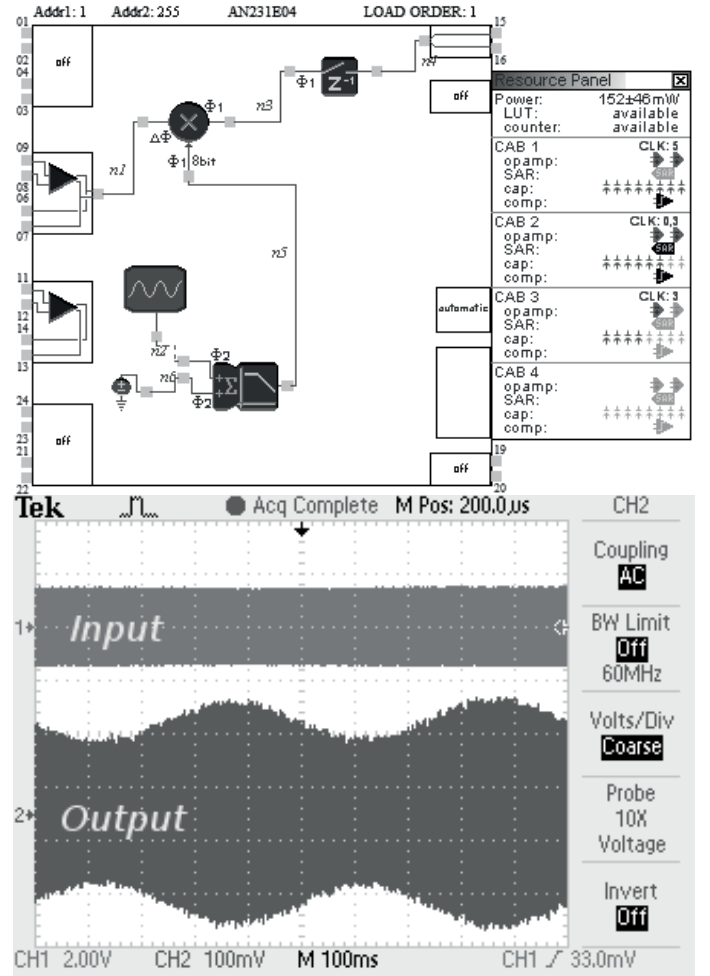 Addr1: 1 Addr2: 255 AN231E04 LOAD ORDER: 1
01
15
02
04
off
n4
16
03
Φ1
Z-1
off
Φ1
n3
ΔΦ
09
Φ1 8bit
n1
08
06
07
n5
11
automatic
12
14
n2
Φ2
13
n6
Φ2
Σ
24
23
21
off
19
off
22
20
Resource Panel
Power: 152±46mW
LUT: available
counter: available
CAB 1 CLK: 5
opamp:
SAR: SAR
cap:
comp:
CAB 2 CLK: 0,3
opamp:
SAR: SAR
cap:
comp:
CAB 3 CLK: 3
opamp:
SAR: SAR
cap:
comp:
CAB 4
opamp:
SAR: SAR
cap:
comp:
Tek Acq Complete M Pos: 200.0µs CH2
Coupling
AC
1 Input
BW Limit
Off
60MHz
Volts/Div
Coarse
2 Output
Probe
10X
Voltage
Invert
Off
CH1 2.00V CH2 100mV M 100ms CH1 33.0mV